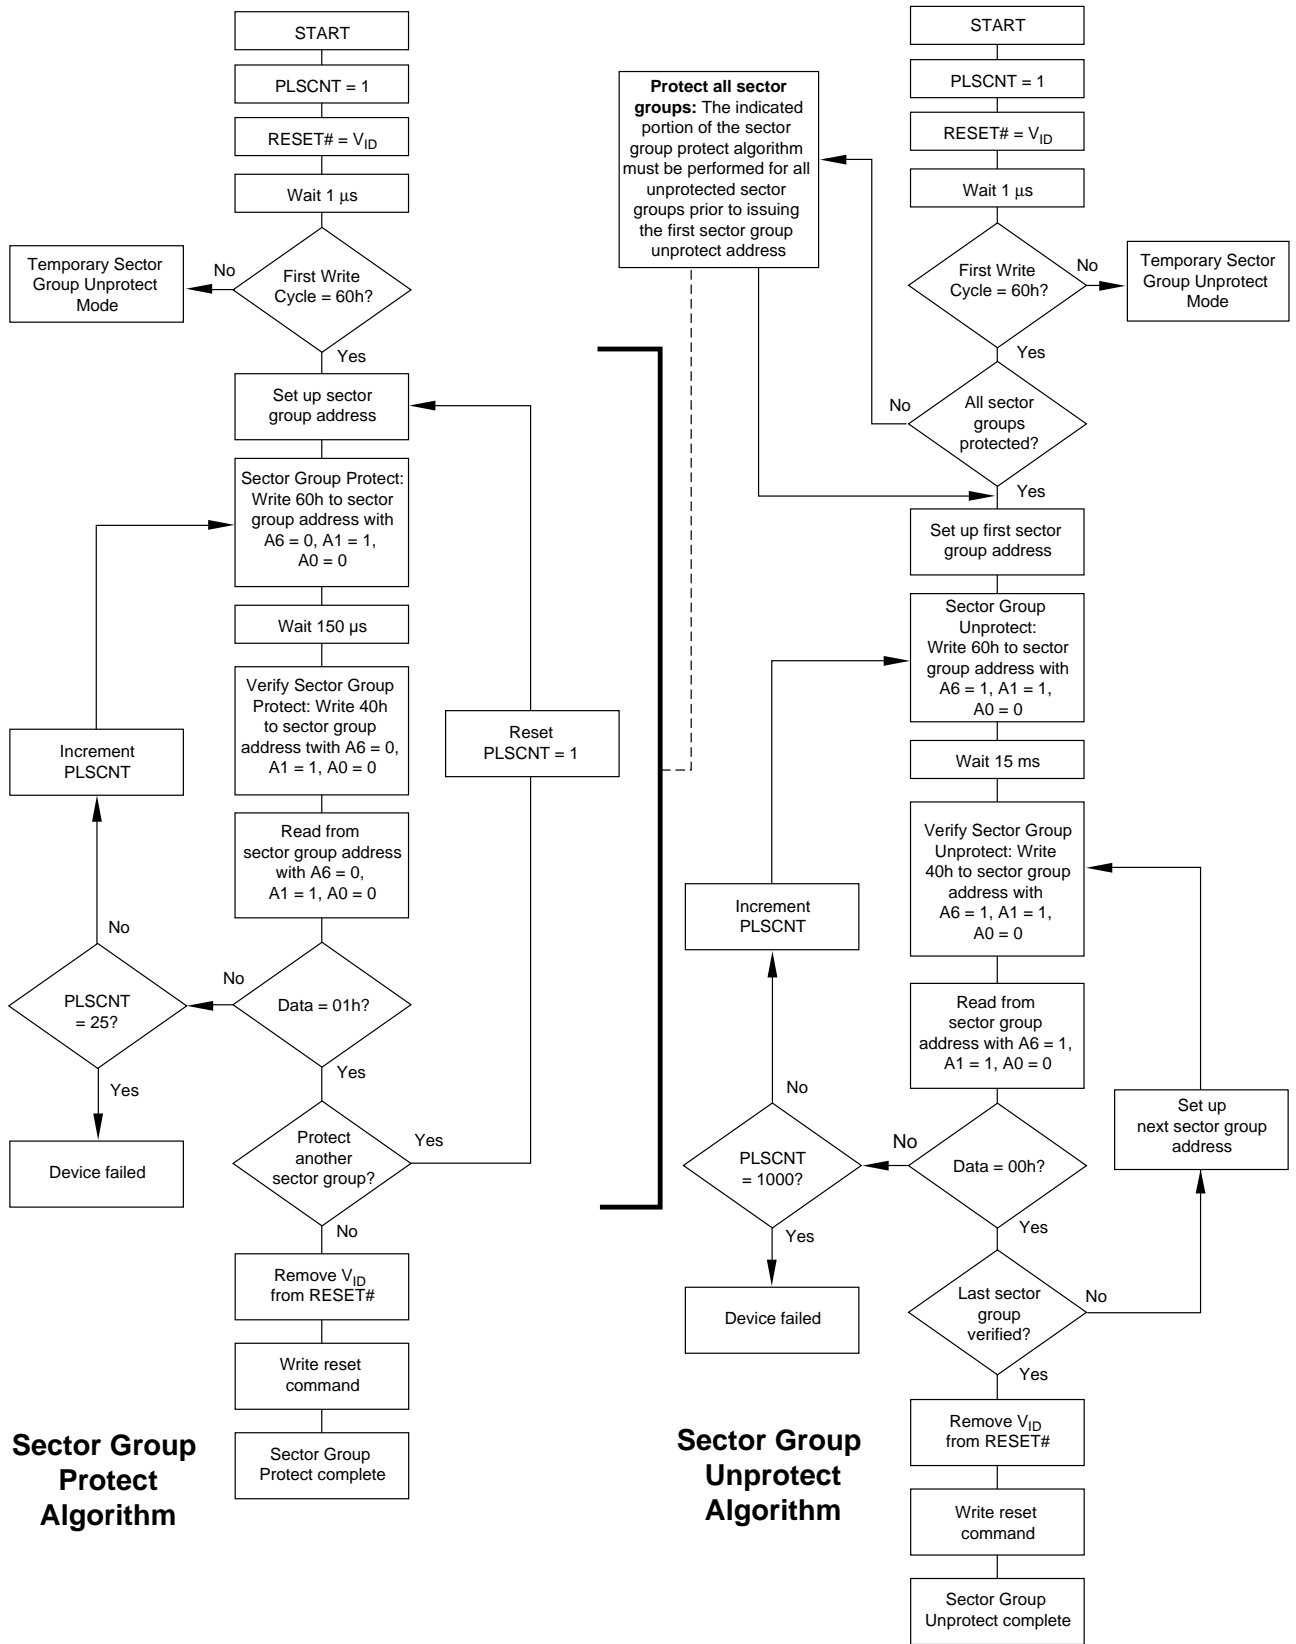 START
PLSCNT = 1
RESET# = VID
Wait 1 μs
First Write
Cycle = 60h?
No
Temporary Sector
Group Unprotect
Mode
Yes
Set up sector
group address
Sector Group Protect:
Write 60h to sector
group address with
A6 = 0, A1 = 1,
A0 = 0
Wait 150 µs
Verify Sector Group
Protect: Write 40h
to sector group
address twith A6 = 0,
A1 = 1, A0 = 0
Increment
PLSCNT
Reset
PLSCNT = 1
Read from
sector group address
with A6 = 0,
A1 = 1, A0 = 0
No
No
PLSCNT
= 25?
Data = 01h?
Yes
Yes
Device failed
Protect
another
sector group?
Yes
No
Remove VID
from RESET#
Write reset
command
Sector Group
Protect complete
Sector Group
Protect
Algorithm
Protect all sector
groups: The indicated
portion of the sector
group protect algorithm
must be performed for all
unprotected sector
groups prior to issuing
the first sector group
unprotect address
START
PLSCNT = 1
RESET# = VID
Wait 1 μs
First Write
Cycle = 60h?
No
Temporary Sector
Group Unprotect
Mode
Yes
No
All sector
groups
protected?
Yes
Set up first sector
group address
Sector Group
Unprotect:
Write 60h to sector
group address with
A6 = 1, A1 = 1,
A0 = 0
Wait 15 ms
Verify Sector Group
Unprotect: Write
40h to sector group
address with
A6 = 1, A1 = 1,
A0 = 0
Increment
PLSCNT
Read from
sector group
address with A6 = 1,
A1 = 1, A0 = 0
No
No
PLSCNT
= 1000?
Data = 00h?
Set up
next sector group
address
Yes
Yes
Device failed
Last sector
group
verified?
No
Yes
Remove VID
from RESET#
Write reset
command
Sector Group
Unprotect complete
Sector Group
Unprotect
Algorithm